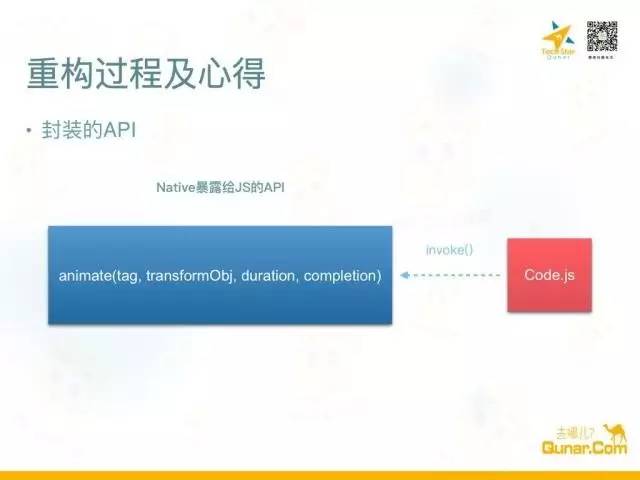 Tech Star
Qunar
重构过程及心得
• 封装的API
Native暴露给JS的API
animate(tag, transformObj, duration, completion)
invoke()
Code.js
去哪儿?
Qunar.Com